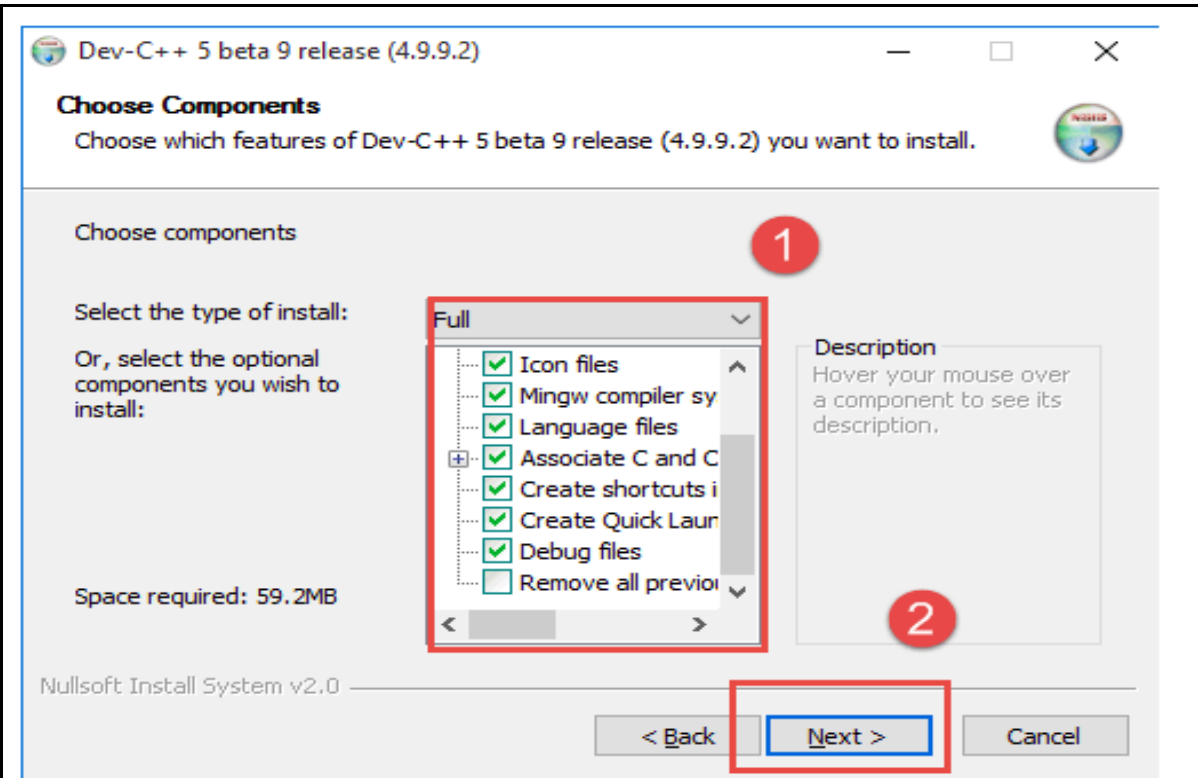 Dev-C++ 5 beta 9 release (4.9.9.2)
Choose Components
Choose which features of Dev-C++ 5 beta 9 release (4.9.9.2) you want to install.
Choose components
1
Select the type of install:
Full
Or, select the optional
components you wish to
install:
Icon files
Mingw compiler sy
Language files
Associate C and C
Create shortcuts i
Create Quick Laun
Debug files
Remove all previou
Description
Hover your mouse over
a component to see its
description.
Space required: 59.2MB
2
Nullsoft Install System v2.0
< Back
Next >
Cancel